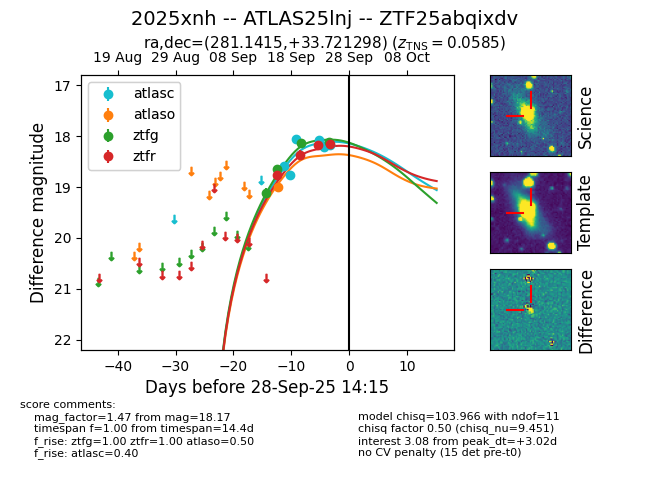 2025xnh -- ATLAS25lnj -- ZTF25abqixdv
ra,dec=(281.1415,+33.721298) (z_TNS = 0.0585)
19 Aug 29 Aug 08 Sep 18 Sep 28 Sep 08 Oct
17
18
19
20
21
22
Difference magnitude
atlasc
atlaso
ztfg
ztfr
−40 −30 −20 −10 0 10
Days before 28-Sep-25 14:15
Science
Template
Difference
score comments:
mag_factor=1.47 from mag=18.17
timespan f=1.00 from timespan=14.4d
f_rise: ztfg=1.00 ztfr=1.00 atlaso=0.50
f_rise: atlasc=0.40
model chisq=103.966 with ndof=11
chisq factor 0.50 (chisq_nu=9.451)
interest 3.08 from peak_dt=+3.02d
no CV penalty (15 det pre-t0)